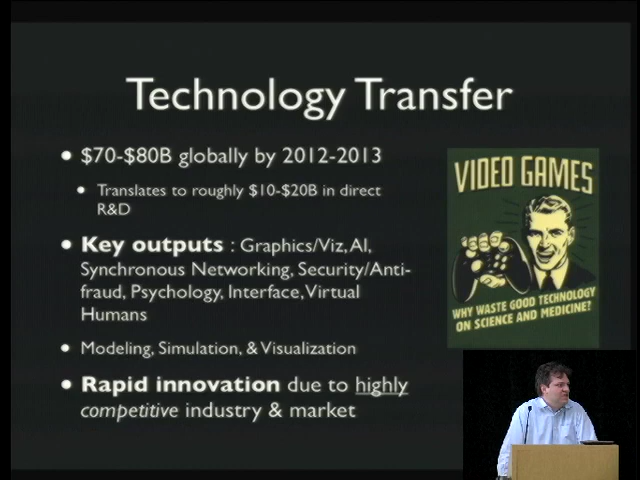 Technology Transfer
• $70-$80B globally by 2012-2013
• Translates to roughly $10-$20B in direct
R&D
• Key outputs : Graphics/Viz, AI,
Synchronous Networking, Security/Anti-
fraud, Psychology, Interface, Virtual
Humans
• Modeling, Simulation, & Visualization
• Rapid innovation due to highly
competitive industry & market
VIDEO GAMES
WHY WASTE GOOD TECHNOLOGY
ON SCIENCE AND MEDICINE?